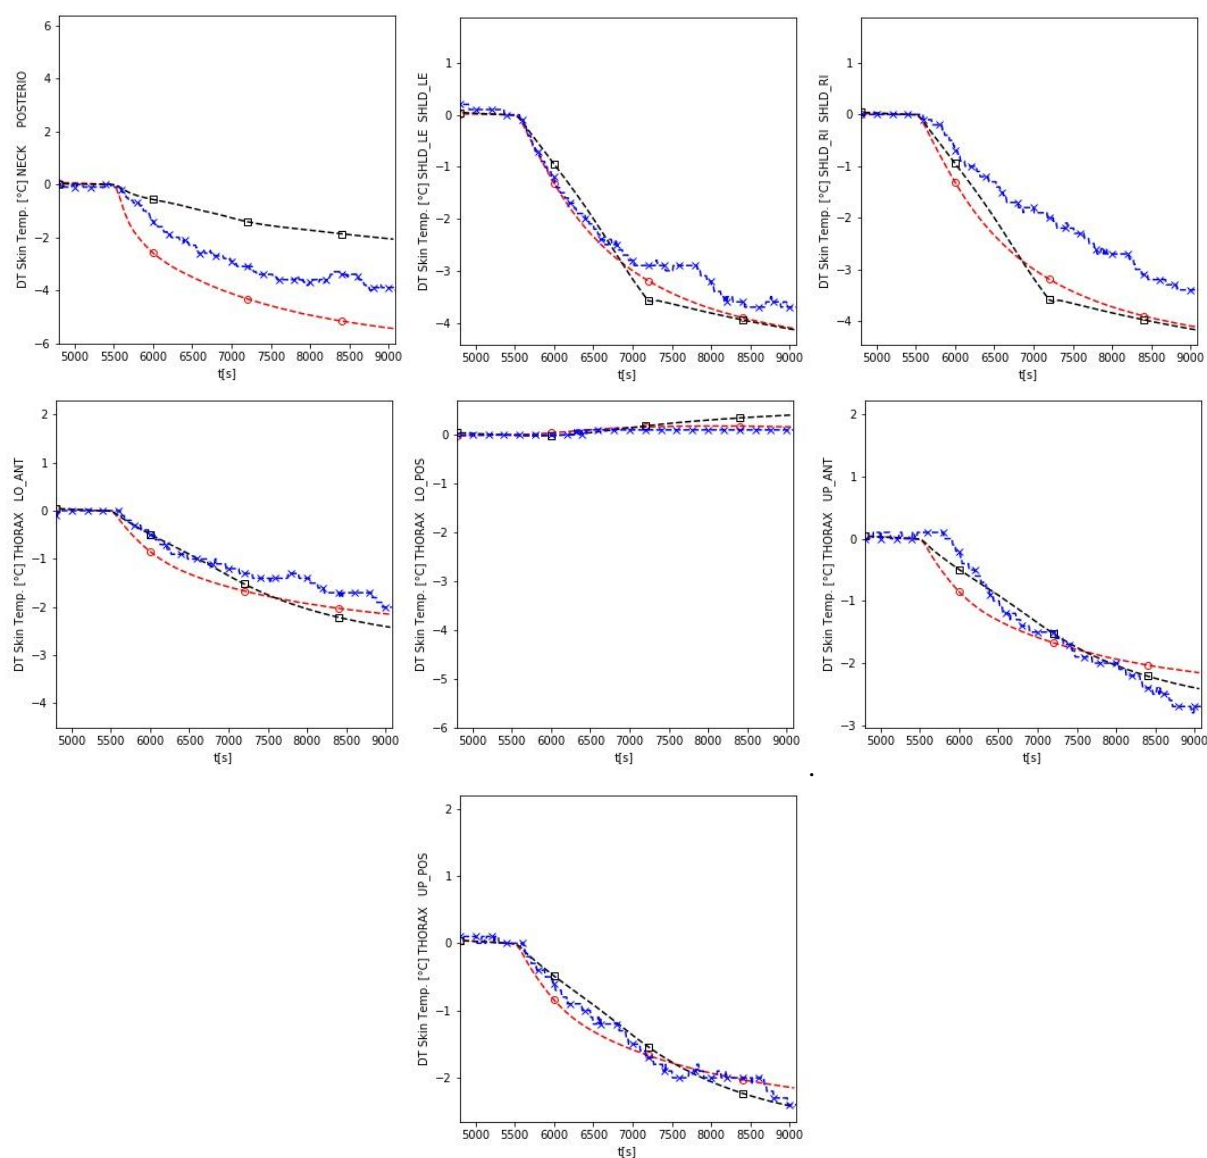 6
4
2
0
−2
−4
6
DT Skin Temp. [°C] NECK POSTERIO
5000 5500 6000 6500 7000 7500 8000 8500 9000
t[s]
1
0
−1
−2
−3
−4
DT Skin Temp. [°C] SHLD_LE SHLD_LE
5000 5500 6000 6500 7000 7500 8000 8500 9000
t[s]
1
0
−1
−2
−3
−4
DT Skin Temp. [°C] SHLD_RI SHLD_RI
5000 5500 6000 6500 7000 7500 8000 8500 9000
t[s]
2
1
0
−1
−2
−3
−4
DT Skin Temp. [°C] THORAX LO_ANT
5000 5500 6000 6500 7000 7500 8000 8500 9000
t[s]
0
−1
−2
−3
−4
−5
−6
DT Skin Temp. [°C] THORAX LO_POS
5000 5500 6000 6500 7000 7500 8000 8500 9000
t[s]
2
1
0
−1
−2
−3
DT Skin Temp. [°C] THORAX UP_ANT
5000 5500 6000 6500 7000 7500 8000 8500 9000
t[s]
.
2
1
0
−1
−2
DT Skin Temp. [°C] THORAX UP_POS
5000 5500 6000 6500 7000 7500 8000 8500 9000
t[s]